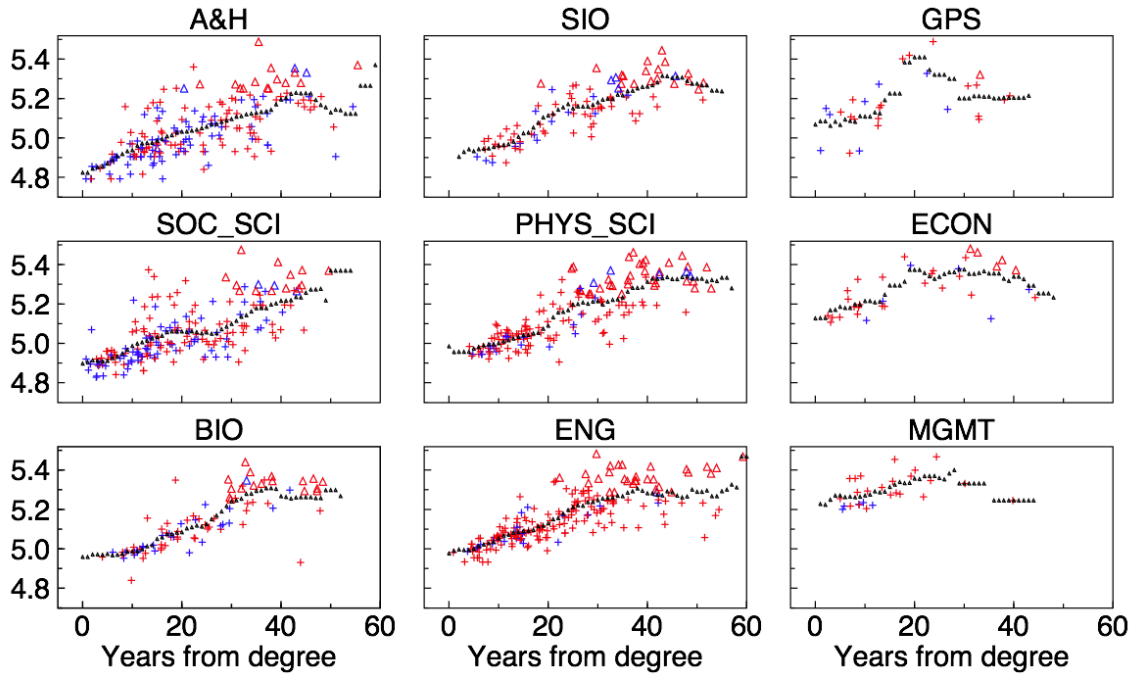 A&H SIO GPS
5.4
5.2
5.0
4.8
SOC_SCI PHYS_SCI ECON
5.4
5.2
5.0
4.8
BIO ENG MGMT
5.4
5.2
5.0
4.8
0 20 40 60 0 20 40 60 0 20 40 60
Years from degree Years from degree Years from degree